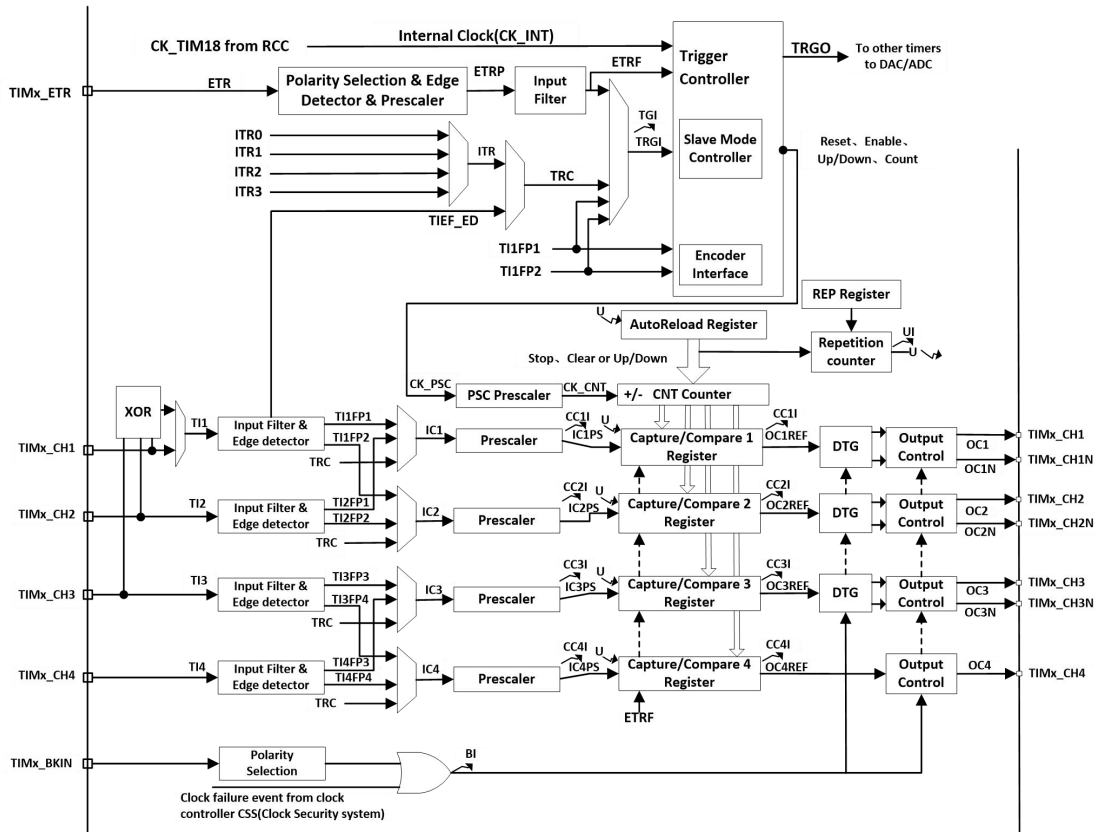 Internal Clock(CK_INT)
CK_TIM18 from RCC
TRGO
To other timers
to DAC/ADC
Trigger
Controller
ETRP
ETRF
TIMx_ETR
ETR
Polarity Selection & Edge
Detector & Prescaler
Input
Filter
TGI
TRGI
ITR0
ITR1
ITR2
ITR3
ITR
TRC
TIEF_ED
Slave Mode
Controller
Reset、Enable、
Up/Down、Count
TI1FP1
TI1FP2
Encoder
Interface
REP Register
U
AutoReload Register
Repetition
counter
UI
U
Stop、Clear or Up/Down
CK_PSC
PSC Prescaler
CK_CNT
+/-
CNT Counter
XOR
TI1
Input Filter &
Edge detector
TI1FP1
TI1FP2
TRC
IC1
Prescaler
CC1I
IC1PS
U
Capture/Compare 1
Register
CC1I
OC1REF
DTG
Output
Control
OC1
OC1N
TIMx_CH1
TIMx_CH1
TIMx_CH1N
TIMx_CH2
TI2
Input Filter &
Edge detector
TI2FP1
TI2FP2
TRC
IC2
Prescaler
CC2I
IC2PS
U
Capture/Compare 2
Register
CC2I
OC2REF
DTG
Output
Control
OC2
OC2N
TIMx_CH2
TIMx_CH2N
TIMx_CH3
TI3
Input Filter &
Edge detector
TI3FP3
TI3FP4
TRC
IC3
Prescaler
CC3I
IC3PS
U
Capture/Compare 3
Register
CC3I
OC3REF
DTG
Output
Control
OC3
OC3N
TIMx_CH3
TIMx_CH3N
TIMx_CH4
TI4
Input Filter &
Edge detector
TI4FP3
TI4FP4
TRC
IC4
Prescaler
CC4I
IC4PS
U
Capture/Compare 4
Register
CC4I
OC4REF
Output
Control
OC4
TIMx_CH4
ETRF
TIMx_BKIN
Polarity
Selection
BI
Clock failure event from clock
controller CSS(Clock Security system)